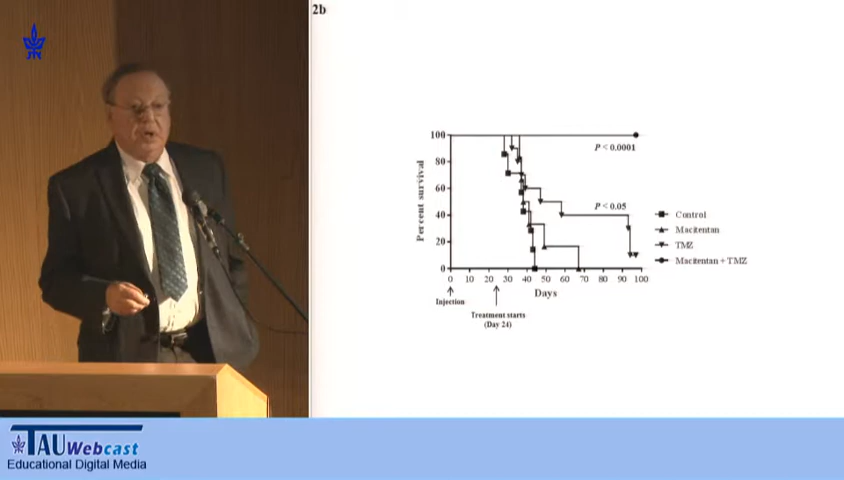 2b
100
80
60
40
20
0
0 10 20 30 40 50 60 70 80 90 100
Percent survival
Days
P < 0.0001
P < 0.05
Control
Macitentan
TMZ
Macitentan + TMZ
Injection
Treatment starts
(Day 24)
TAU Webcast
Educational Digital Media